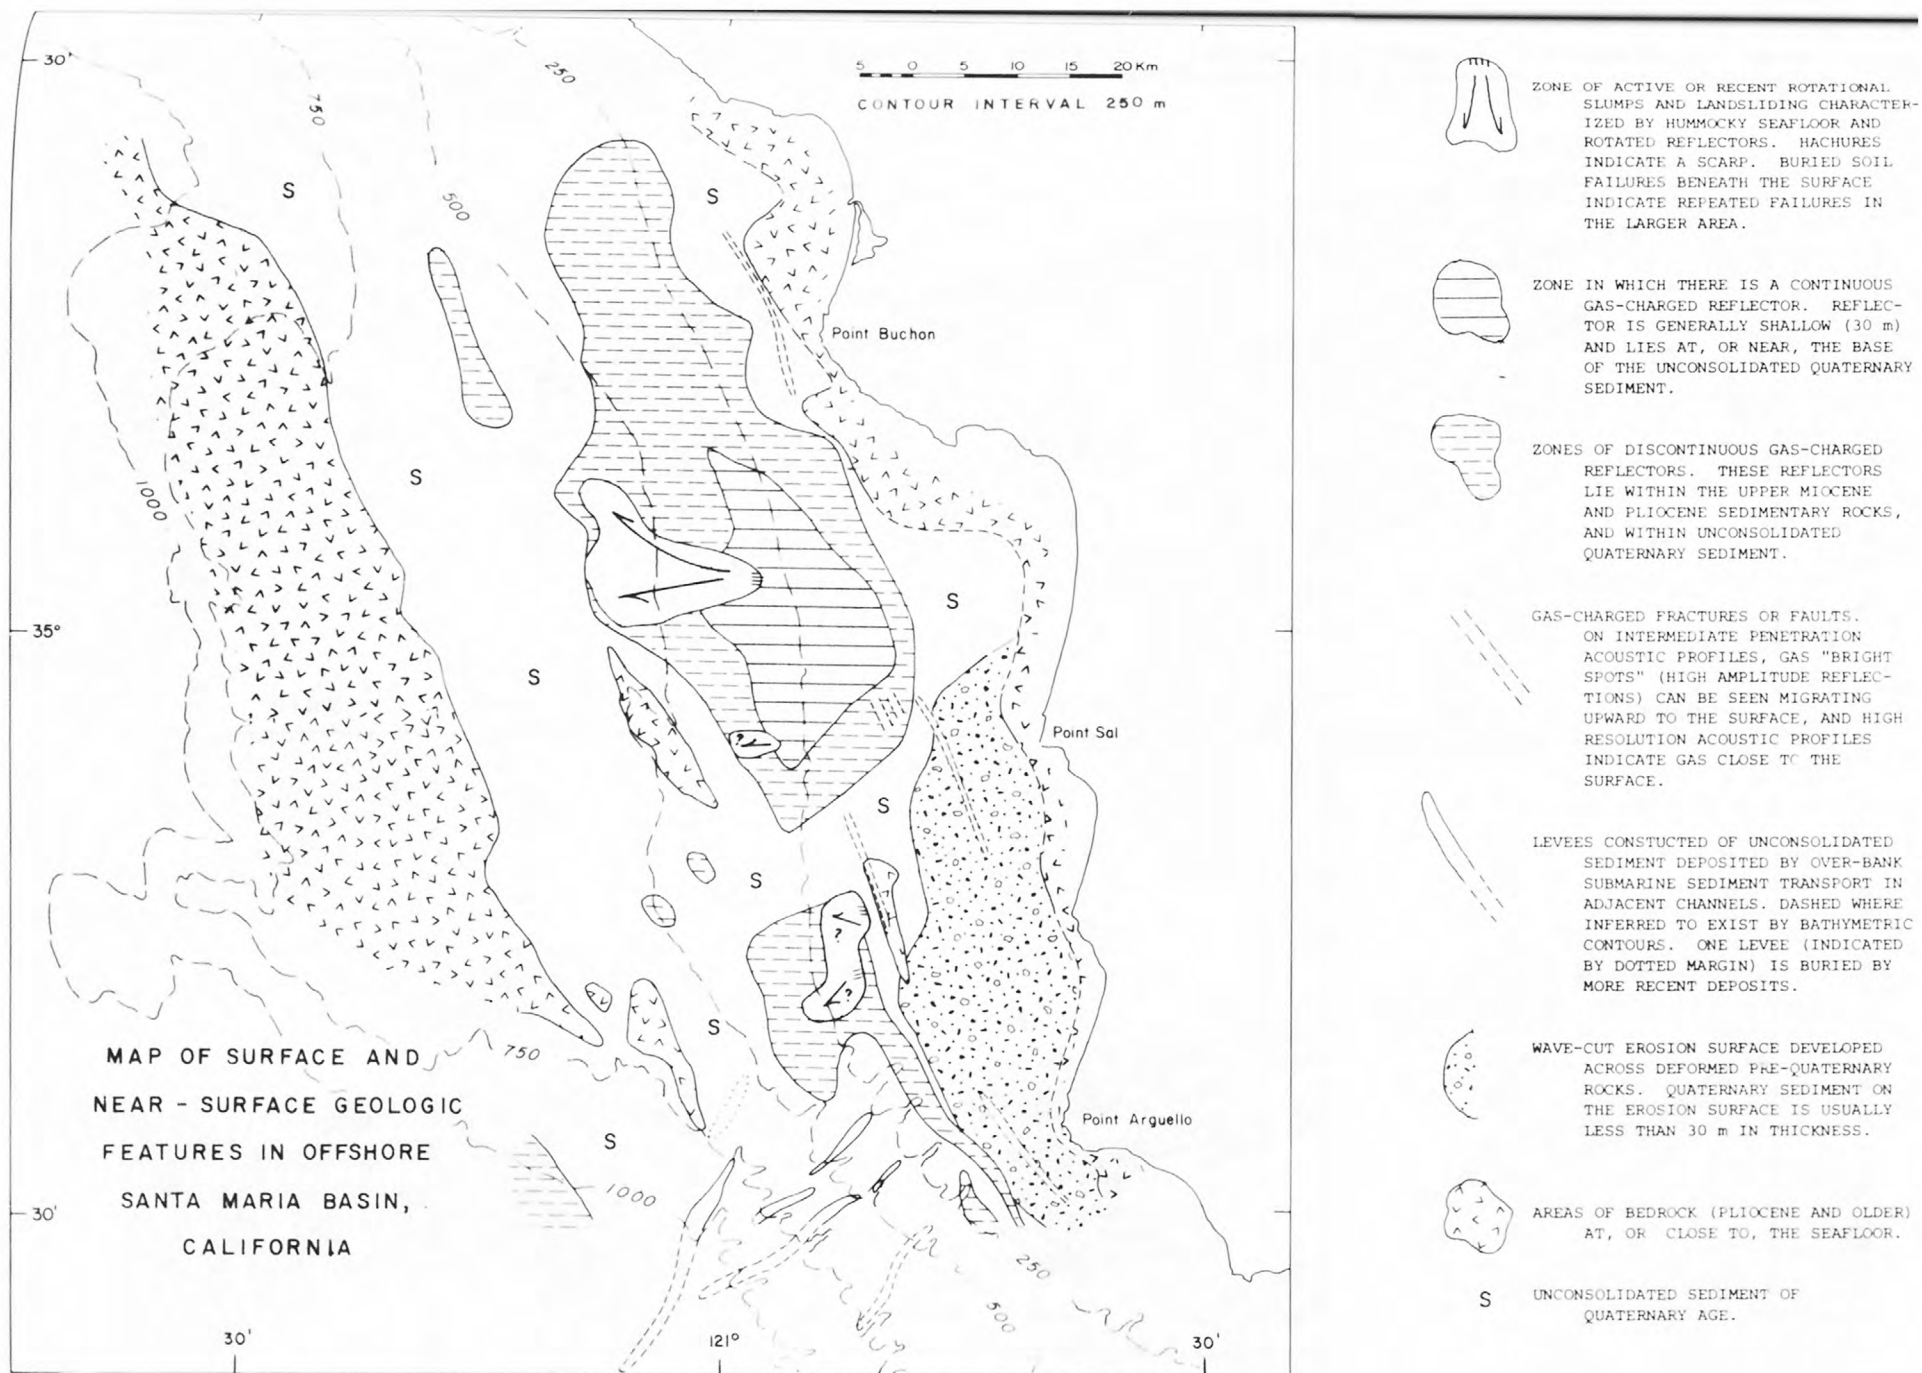 30'
250
750
5 0 5 10 15 20 Km
CONTOUR INTERVAL 250 m
S
S
500
Point Buchon
S
1000
S
35°
S
Point Sal
?
S
S
?
?
S
750
MAP OF SURFACE AND
NEAR - SURFACE GEOLOGIC
FEATURES IN OFFSHORE
SANTA MARIA BASIN,
CALIFORNIA
Point Arguello
S
1000
30'
250
500
30'
121°
30'
ZONE OF ACTIVE OR RECENT ROTATIONAL
SLUMPS AND LANDSLIDING CHARACTER-
IZED BY HUMMOCKY SEAFLOOR AND
ROTATED REFLECTORS. HACHURES
INDICATE A SCARP. BURIED SOIL
FAILURES BENEATH THE SURFACE
INDICATE REPEATED FAILURES IN
THE LARGER AREA.
ZONE IN WHICH THERE IS A CONTINUOUS
GAS-CHARGED REFLECTOR. REFLEC-
TOR IS GENERALLY SHALLOW (30 m)
AND LIES AT, OR NEAR, THE BASE
OF THE UNCONSOLIDATED QUATERNARY
SEDIMENT.
ZONES OF DISCONTINUOUS GAS-CHARGED
REFLECTORS. THESE REFLECTORS
LIE WITHIN THE UPPER MIOCENE
AND PLIOCENE SEDIMENTARY ROCKS,
AND WITHIN UNCONSOLIDATED
QUATERNARY SEDIMENT.
GAS-CHARGED FRACTURES OR FAULTS.
ON INTERMEDIATE PENETRATION
ACOUSTIC PROFILES, GAS "BRIGHT
SPOTS" (HIGH AMPLITUDE REFLEC-
TIONS) CAN BE SEEN MIGRATING
UPWARD TO THE SURFACE, AND HIGH
RESOLUTION ACOUSTIC PROFILES
INDICATE GAS CLOSE TO THE
SURFACE.
LEVEES CONSTUCTED OF UNCONSOLIDATED
SEDIMENT DEPOSITED BY OVER-BANK
SUBMARINE SEDIMENT TRANSPORT IN
ADJACENT CHANNELS. DASHED WHERE
INFERRED TO EXIST BY BATHYMETRIC
CONTOURS. ONE LEVEE (INDICATED
BY DOTTED MARGIN) IS BURIED BY
MORE RECENT DEPOSITS.
WAVE-CUT EROSION SURFACE DEVELOPED
ACROSS DEFORMED PRE-QUATERNARY
ROCKS. QUATERNARY SEDIMENT ON
THE EROSION SURFACE IS USUALLY
LESS THAN 30 m IN THICKNESS.
AREAS OF BEDROCK (PLIOCENE AND OLDER)
AT, OR CLOSE TO, THE SEAFLOOR.
S UNCONSOLIDATED SEDIMENT OF
QUATERNARY AGE.